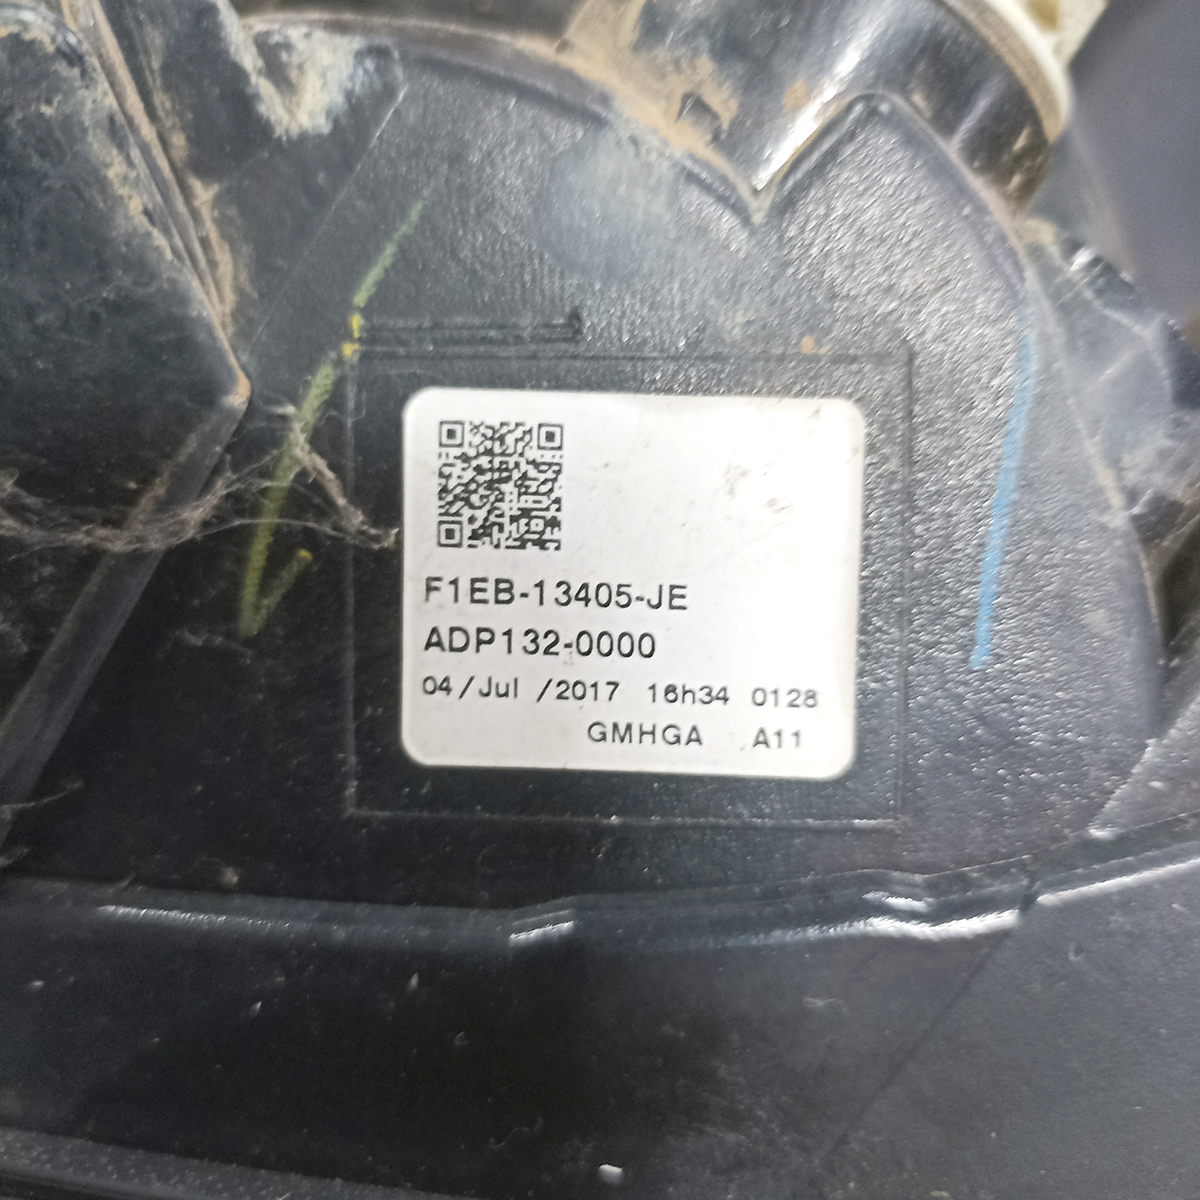 F1EB-13405-JE
ADP132-0000
04/Jul /2017 16h34 0128
GMHGA A11